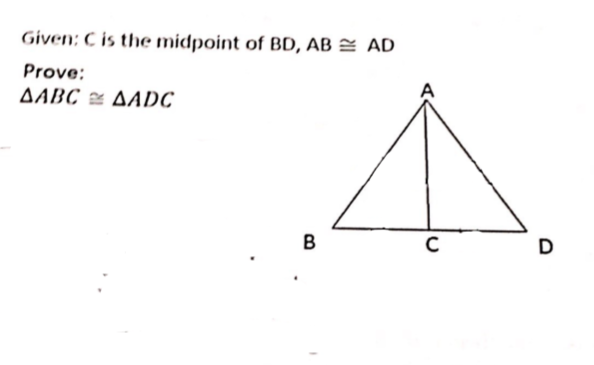 Given: C is the midpoint of BD, AB ≅ AD
Prove:
ΔABC ≅ ΔADC
A
B
C
D